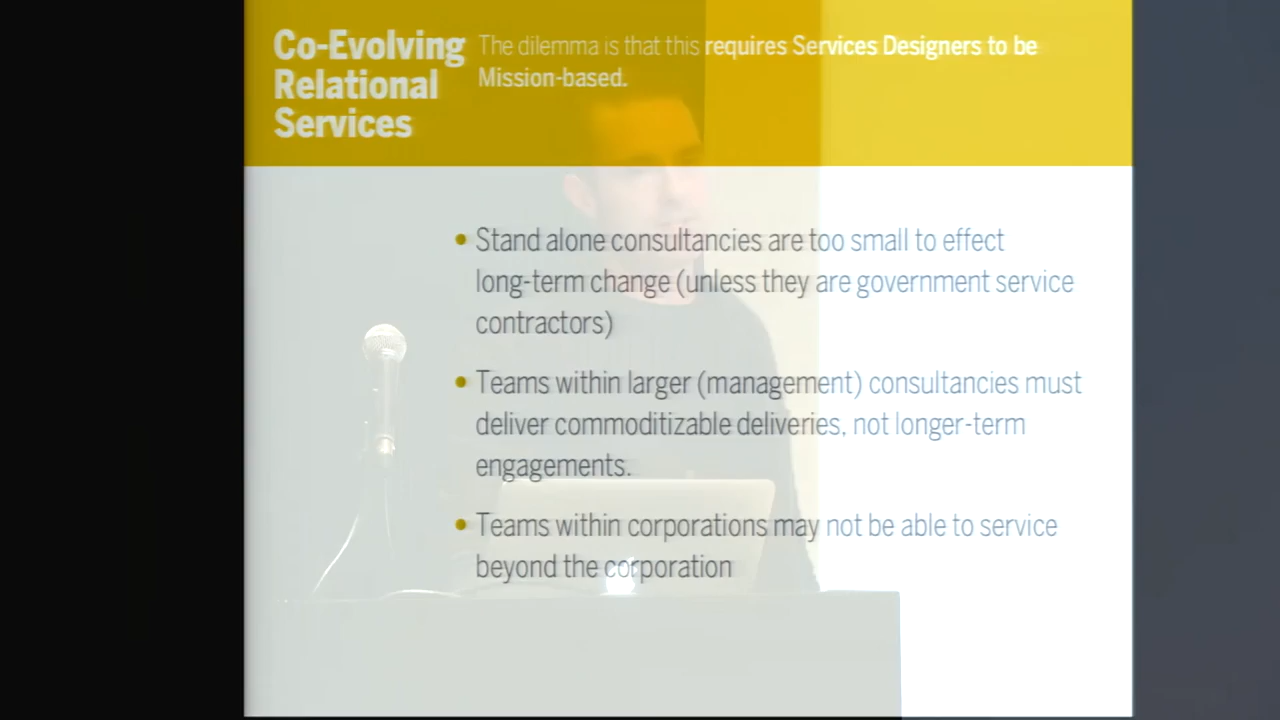 Co-Evolving
Relational
Services
The dilemma is that this requires Services Designers to be
Mission-based.
• Stand alone consultancies are too small to effect
long-term change (unless they are government service
contractors)
• Teams within larger (management) consultancies must
deliver commoditizable deliveries, not longer-term
engagements.
• Teams within corporations may not be able to service
beyond the corporation